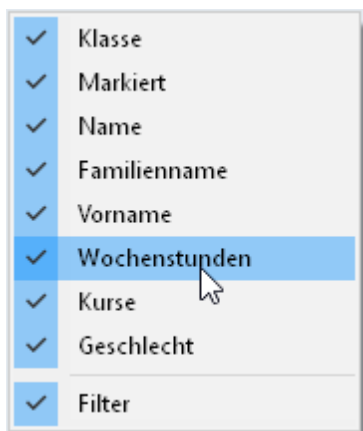 Klasse
Markiert
Name
Familienname
Vorname
Wochenstunden
Kurse
Geschlecht
Filter